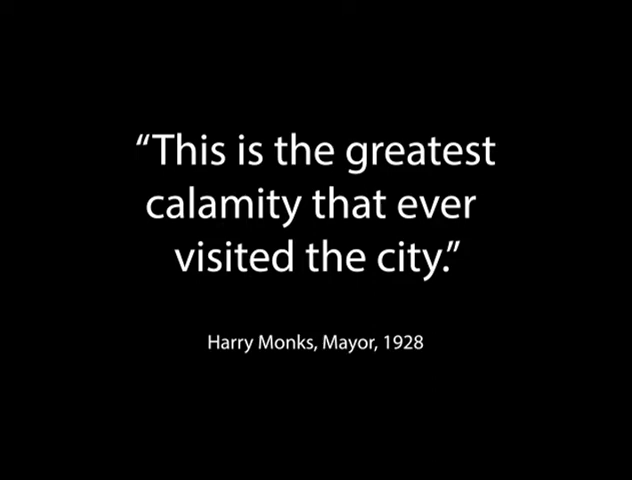 “This is the greatest
calamity that ever
visited the city.”
Harry Monks, Mayor, 1928